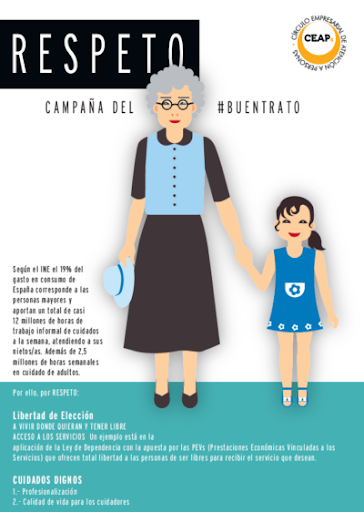 RESPETO
CÍRCULO EMPRESARIAL DE ATENCIÓN A PERSONAS
CEAPs
CAMPAÑA DEL #BUENTRATO
Según el INE el 19% del
gasto en consumo de
España corresponde a las
personas mayores y
aportan un total de casi
12 millones de horas de
trabajo informal de cuidados
a la semana, atendiendo a sus
nietos/as. Además de 2,5
millones de horas semanales
en cuidado de adultos.
Por ello, por RESPETO:
Libertad de Elección
A VIVIR DONDE QUIERAN Y TENER LIBRE
ACCESO A LOS SERVICIOS Un ejemplo está en la
aplicación de la Ley de Dependencia con la apuesta por las PEVs (Prestaciones Económicas Vinculadas a los
Servicios) que ofrecen total libertad a las personas de ser libres para recibir el servicio que desean.
CUIDADOS DIGNOS
1.- Profesionalización
2.- Calidad de vida para los cuidadores